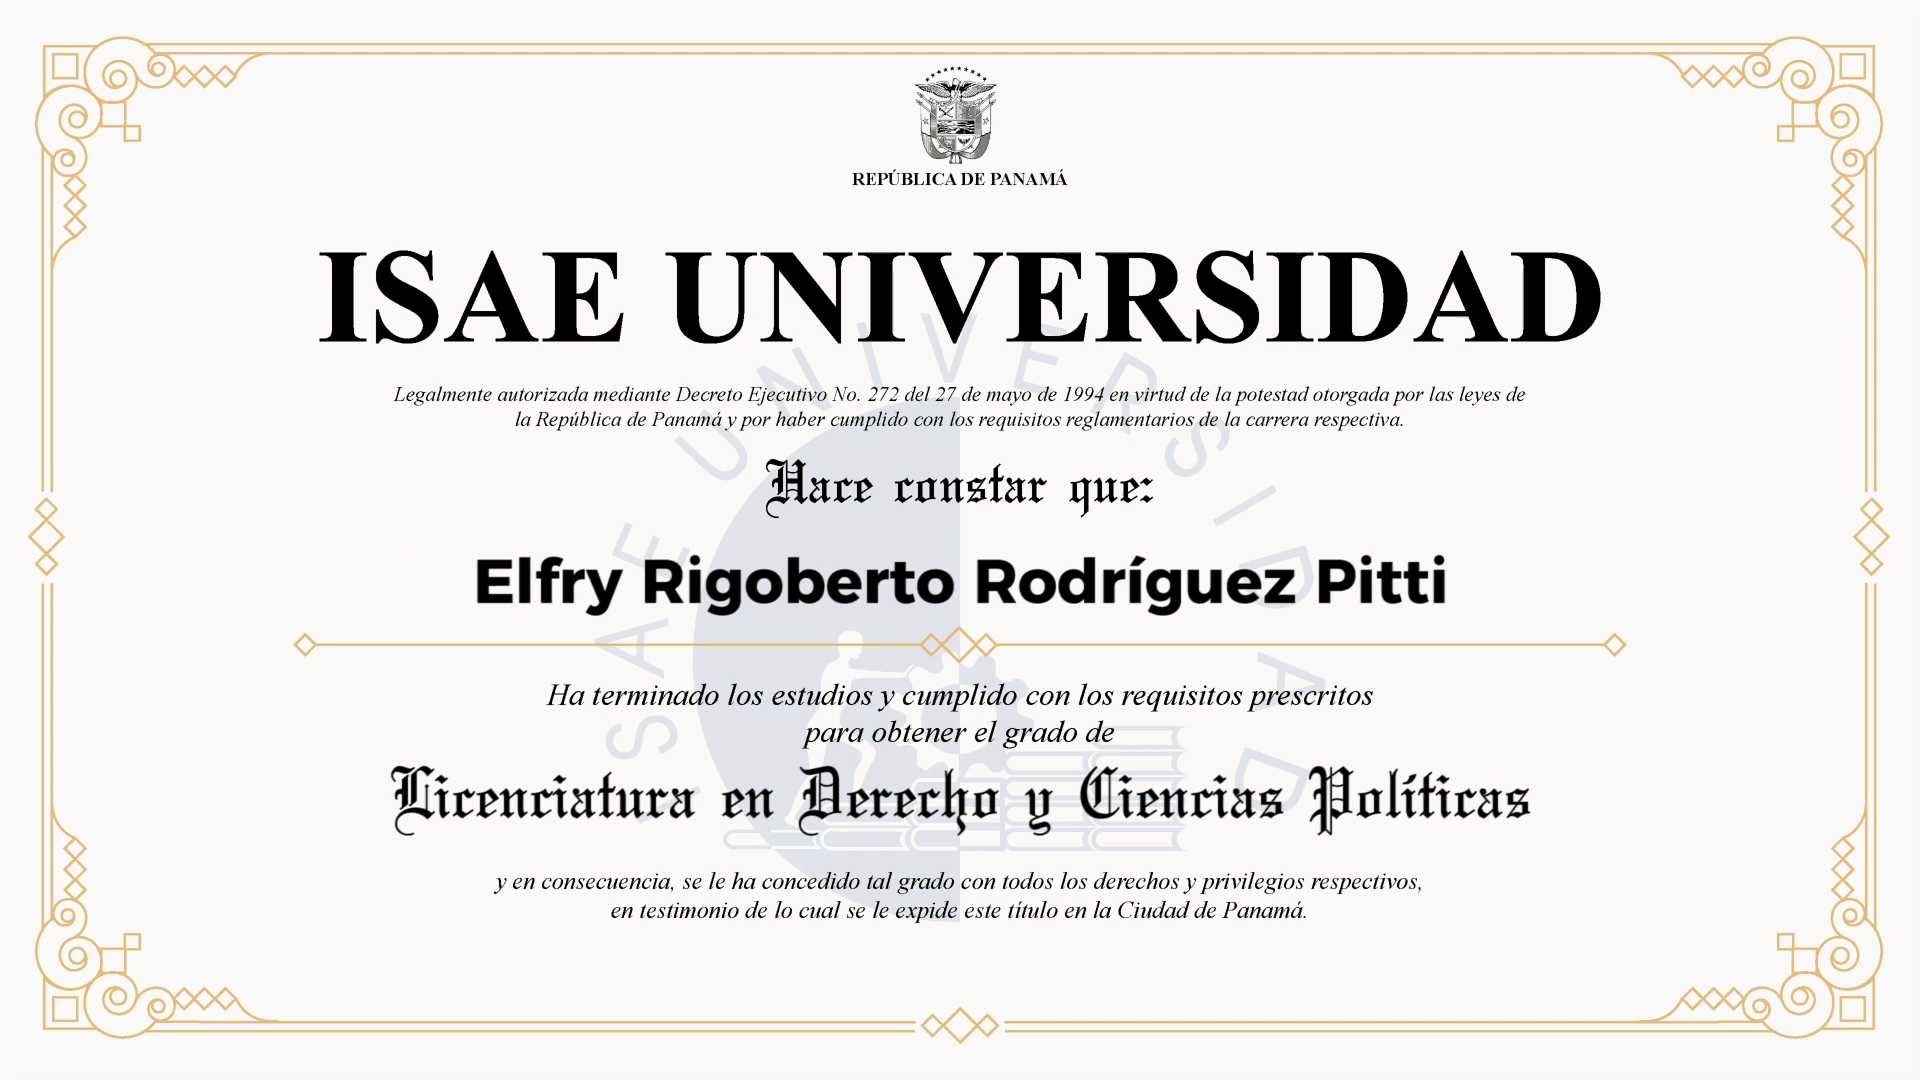 REPÚBLICA DE PANAMÁ
ISAE UNIVERSIDAD
Legalmente autorizada mediante Decreto Ejecutivo No. 272 del 27 de mayo de 1994 en virtud de la potestad otorgada por las leyes de
la República de Panamá y por haber cumplido con los requisitos reglamentarios de la carrera respectiva.
Hace constar que:
Elfry Rigoberto Rodríguez Pitti
Ha terminado los estudios y cumplido con los requisitos prescritos
para obtener el grado de
Licenciatura en Derecho y Ciencias Políticas
y en consecuencia, se le ha concedido tal grado con todos los derechos y privilegios respectivos,
en testimonio de lo cual se le expide este título en la Ciudad de Panamá.
ISAE UNIVERSIDAD